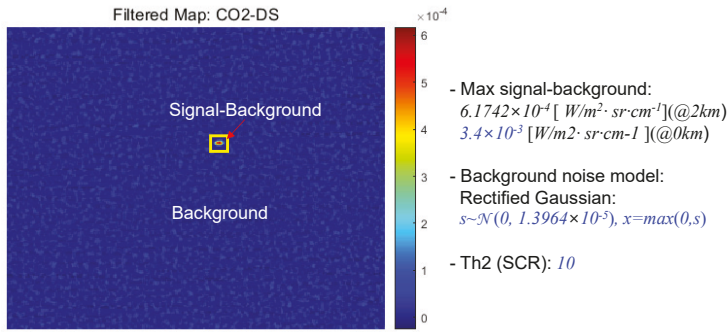 Filtered Map: CO2-DS
×10⁻⁴
6
5
4
3
2
1
0
Signal-Background
Background
- Max signal-background:
6.1742×10⁻⁴ [ W/m²· sr·cm⁻¹](@2km)
3.4×10⁻³ [W/m2· sr·cm-1 ](@0km)
- Background noise model:
Rectified Gaussian:
s~𝒩(0, 1.3964×10⁻⁵), x=max(0,s)
- Th2 (SCR): 10